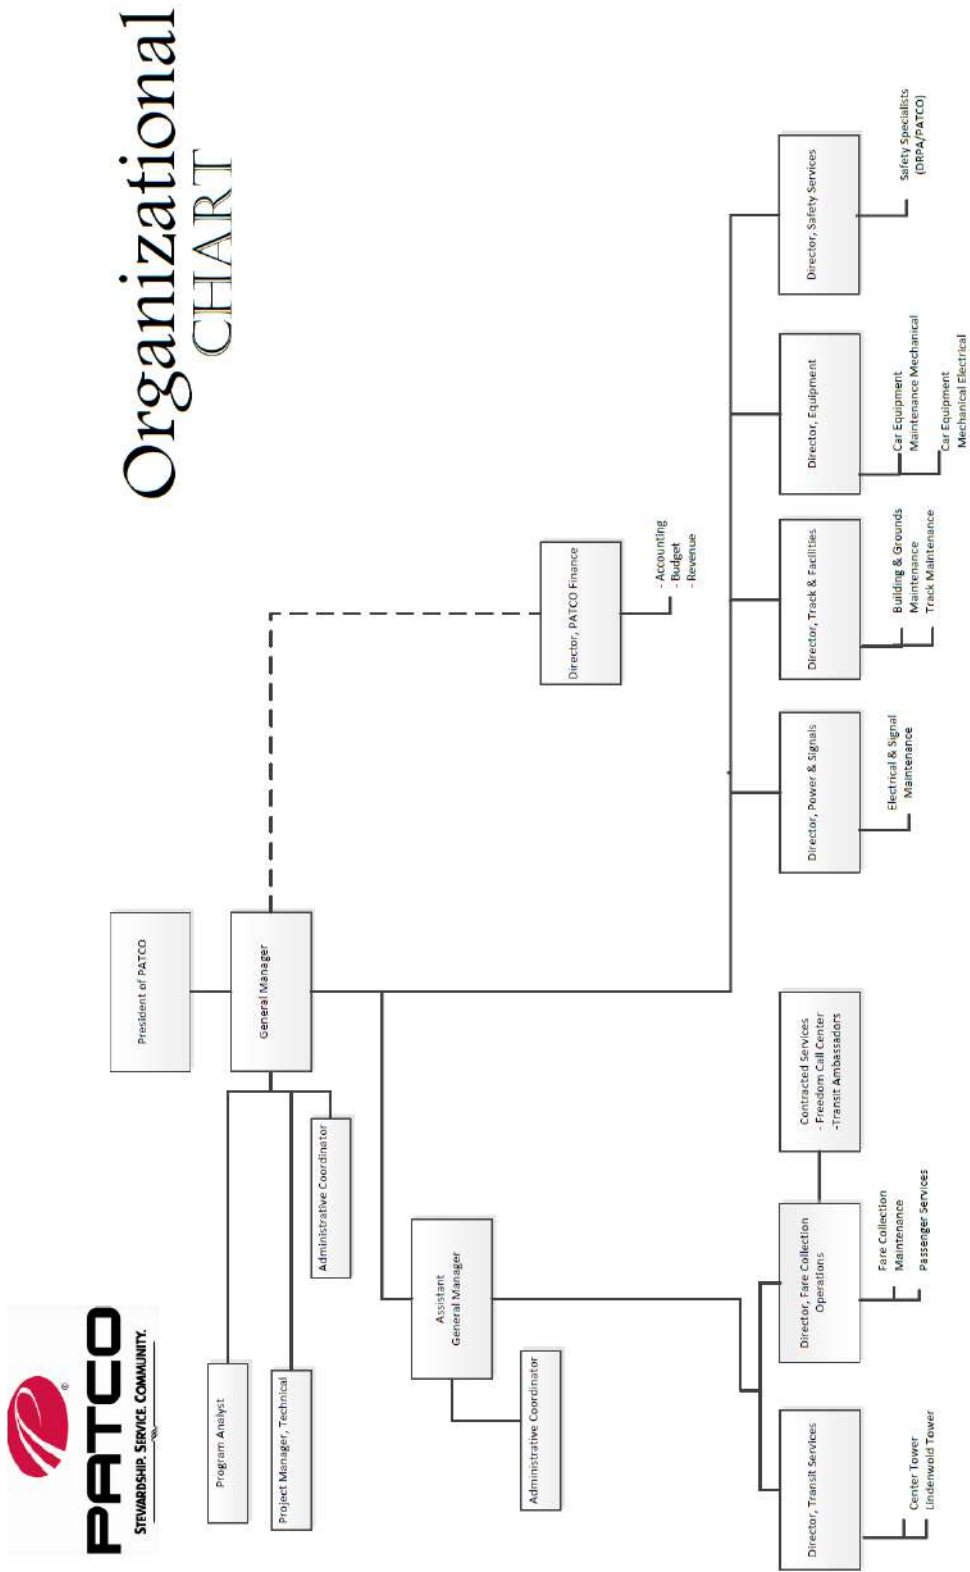 PATCO
®
STEWARDSHIP. SERVICE. COMMUNITY.
Organizational
CHART
President of PATCO
General Manager
Program Analyst
Project Manager, Technical
Administrative Coordinator
Assistant
General Manager
Administrative Coordinator
Director, PATCO Finance
- Accounting
- Budget
- Revenue
Director, Transit Services
Center Tower
Lindenwold Tower
Director, Fare Collection
Operations
Fare Collection
Maintenance
Passenger Services
Contracted Services
- Freedom Call Center
-Transit Ambassadors
Director, Power & Signals
Electrical & Signal
Maintenance
Director, Track & Facilities
Building & Grounds
Maintenance
Track Maintenance
Director, Equipment
Car Equipment
Maintenance Mechanical
Car Equipment
Mechanical Electrical
Director, Safety Services
Safety Specialists
(DRPA/PATCO)